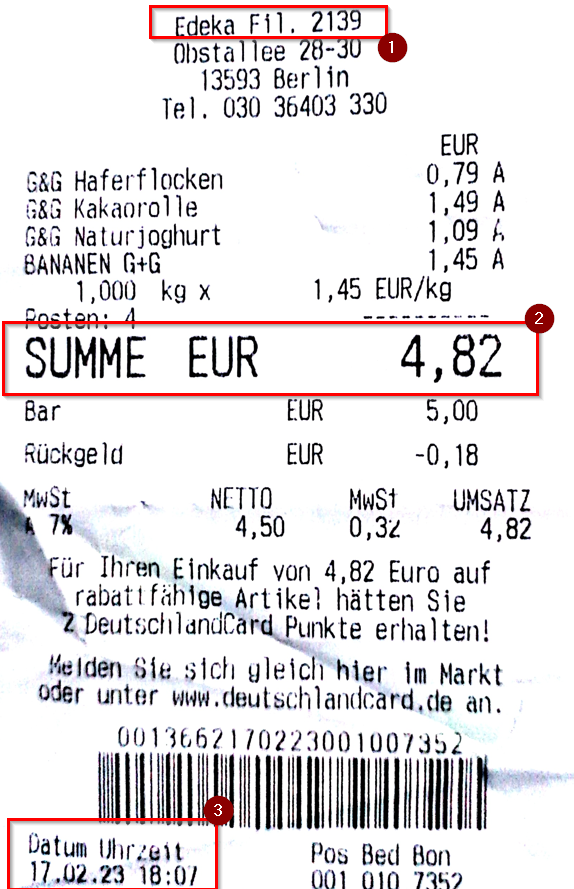 Edeka Fil. 2139
1
Obstallee 28-30
13593 Berlin
Tel. 030 36403 330
EUR
G&G Haferflocken 0,79 A
G&G Kakaorolle 1,49 A
G&G Naturjoghurt 1,09 A
BANANEN G+G 1,45 A
1,000 kg x 1,45 EUR/kg
Posten: 4 -----------
2
SUMME EUR 4,82
Bar EUR 5,00
Rückgeld EUR -0,18
MwSt NETTO MwSt UMSATZ
A 7% 4,50 0,32 4,82
Für Ihren Einkauf von 4,82 Euro auf
rabattfähige Artikel hätten Sie
2 DeutschlandCard Punkte erhalten!
Melden Sie sich gleich hier im Markt
oder unter www.deutschlandcard.de an.
0013662170223001007352
3
Datum Uhrzeit Pos Bed Bon
17.02.23 18:07 001 010 7352